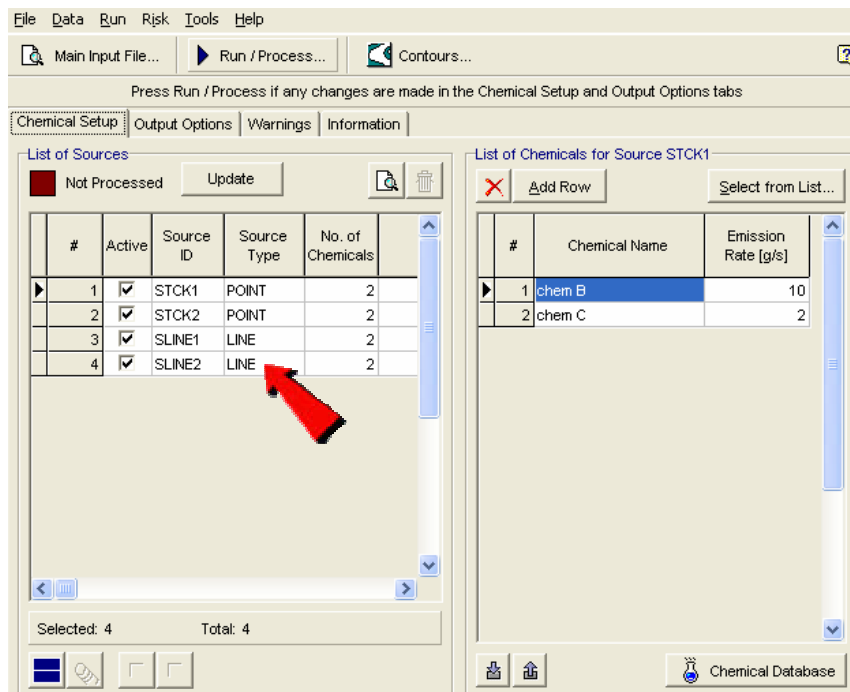 File Data Run Risk Tools Help
Main Input File... Run / Process... Contours...
Press Run / Process if any changes are made in the Chemical Setup and Output Options tabs
Chemical Setup Output Options Warnings Information
List of Sources
Not Processed Update
# Active Source ID Source Type No. of Chemicals
1 STCK1 POINT 2
2 STCK2 POINT 2
3 SLINE1 LINE 2
4 SLINE2 LINE 2
Selected: 4 Total: 4
List of Chemicals for Source STCK1
Add Row Select from List...
# Chemical Name Emission Rate [g/s]
1 chem B 10
2 chem C 2
Chemical Database